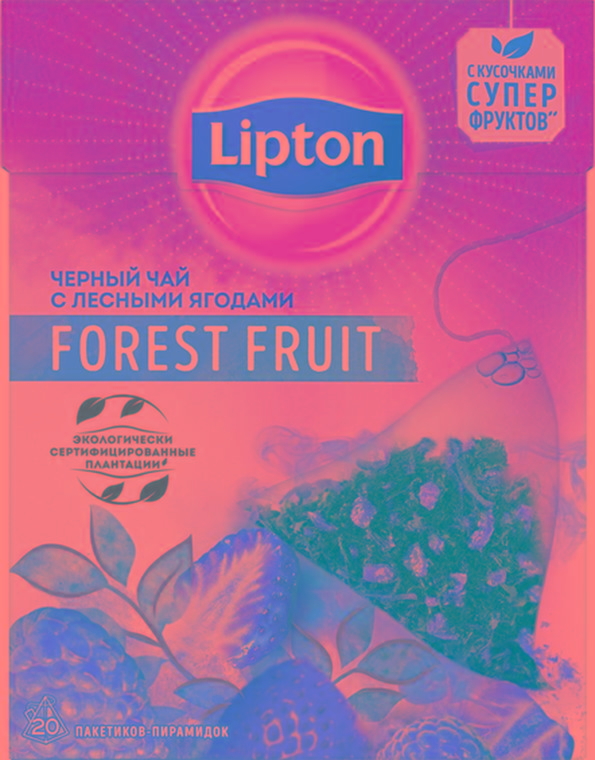 Lipton
С КУСОЧКАМИ
СУПЕР
ФРУКТОВ**
ЧЕРНЫЙ ЧАЙ
С ЛЕСНЫМИ ЯГОДАМИ
FOREST FRUIT
ЭКОЛОГИЧЕСКИ
СЕРТИФИЦИРОВАННЫЕ
ПЛАНТАЦИИ*
20 ПАКЕТИКОВ-ПИРАМИДОК